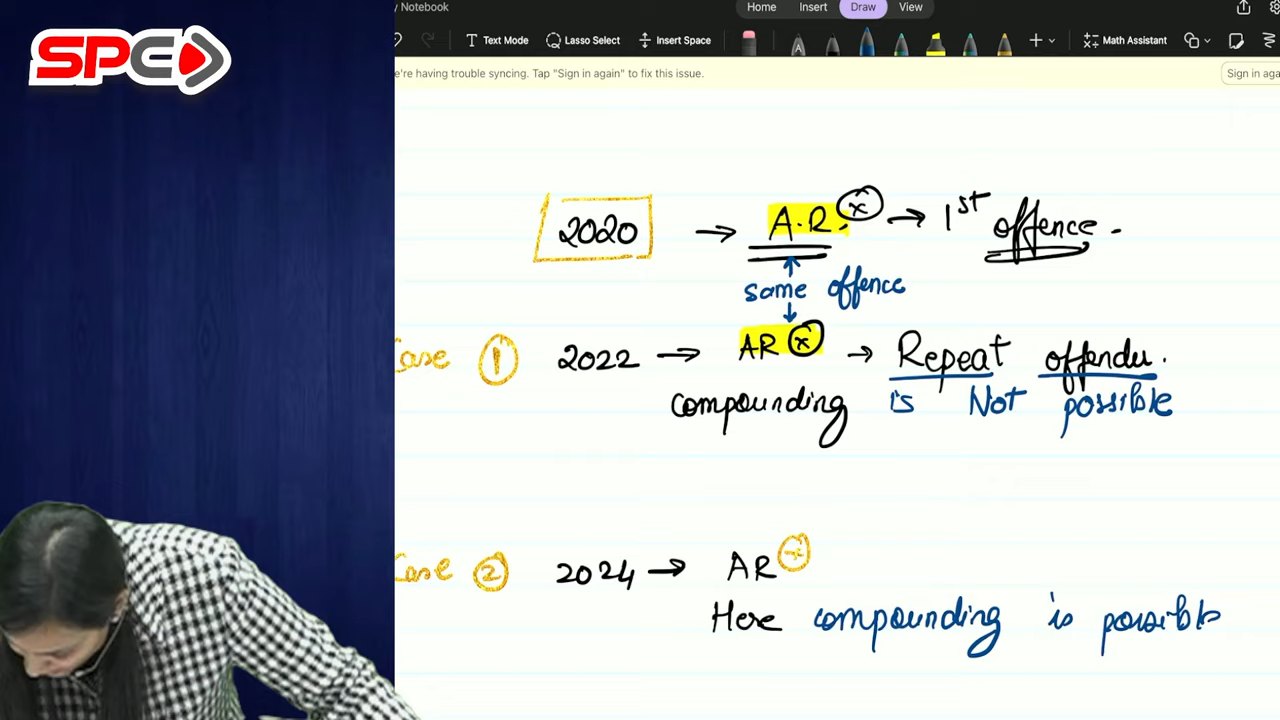 SPC
y Notebook
Home Insert Draw View
Text Mode Lasso Select Insert Space Math Assistant
e're having trouble syncing. Tap "Sign in again" to fix this issue.
Sign in aga
2020 → A.R. x → 1st offence.
same offence
Case 1 2022 → AR x → Repeat offender.
compounding is Not possible
Case 2 2024 → AR x
Here compounding is possible